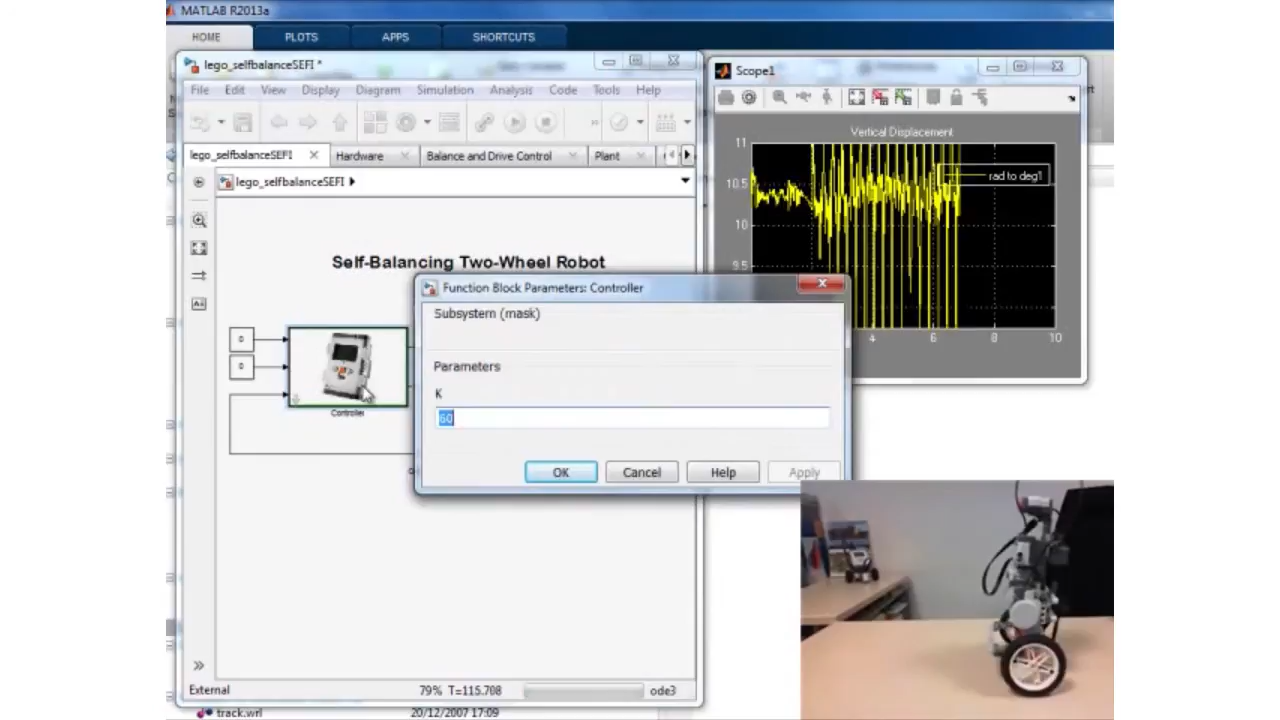 MATLAB R2013a
HOME PLOTS APPS SHORTCUTS
lego_selfbalanceSEFI *
File Edit View Display Diagram Simulation Analysis Code Tools Help
lego_selfbalanceSEFI Hardware Balance and Drive Control Plant
lego_selfbalanceSEFI
Self-Balancing Two-Wheel Robot
0
0
Controller
External 79% T=115.708 ode3
track.wrl 20/12/2007 17:09
Scope1
Vertical Displacement
11
10.5
10
9.5
rad to deg1
4 6 8 10
Function Block Parameters: Controller
Subsystem (mask)
Parameters
K
60
OK Cancel Help Apply